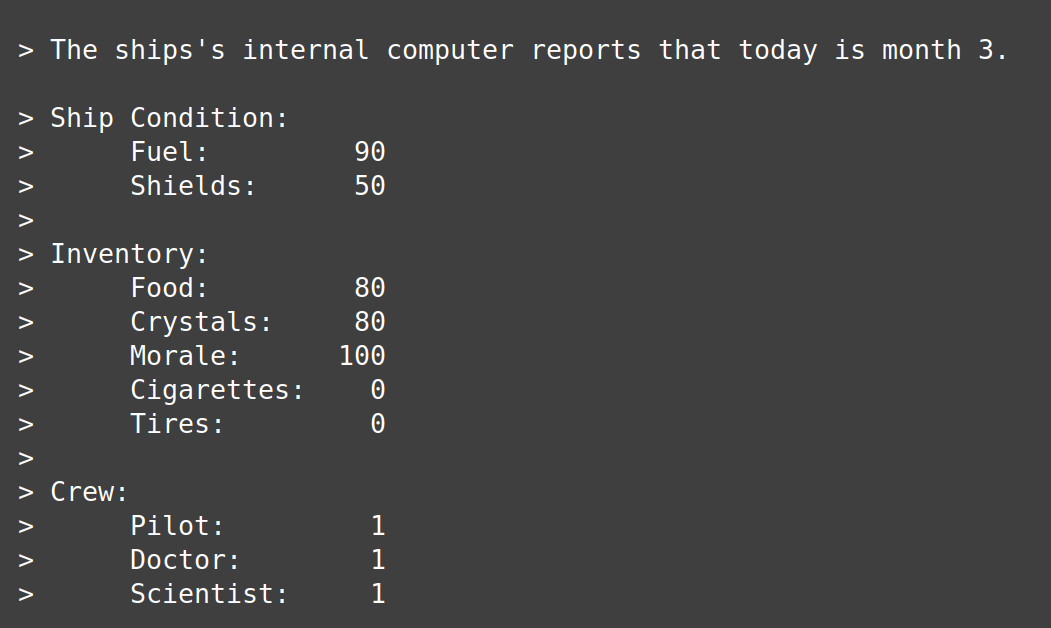 > The ships's internal computer reports that today is month 3.
> Ship Condition:
>      Fuel:         90
>      Shields:      50
>
> Inventory:
>      Food:         80
>      Crystals:     80
>      Morale:      100
>      Cigarettes:    0
>      Tires:         0
>
> Crew:
>      Pilot:         1
>      Doctor:        1
>      Scientist:     1